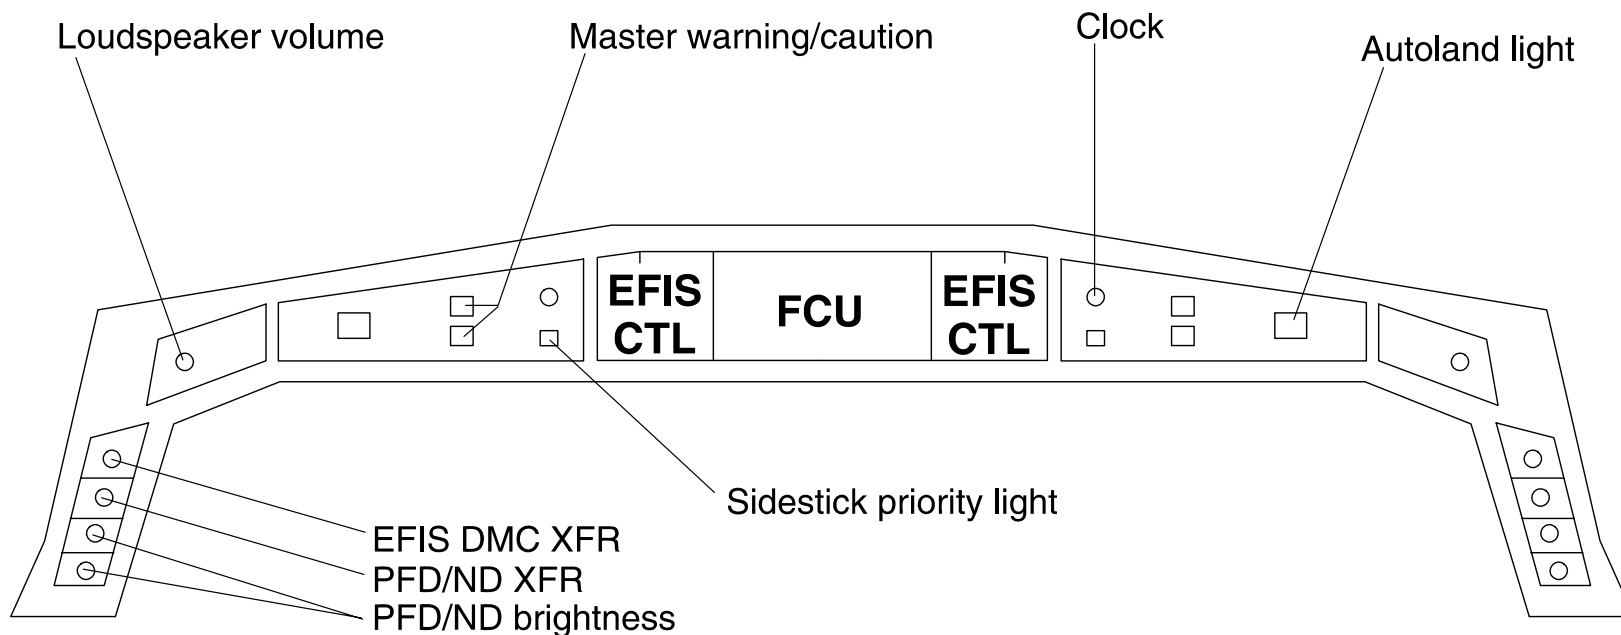 Loudspeaker volume
Master warning/caution
Clock
Autoland light
EFIS
CTL
FCU
EFIS
CTL
Sidestick priority light
EFIS DMC XFR
PFD/ND XFR
PFD/ND brightness